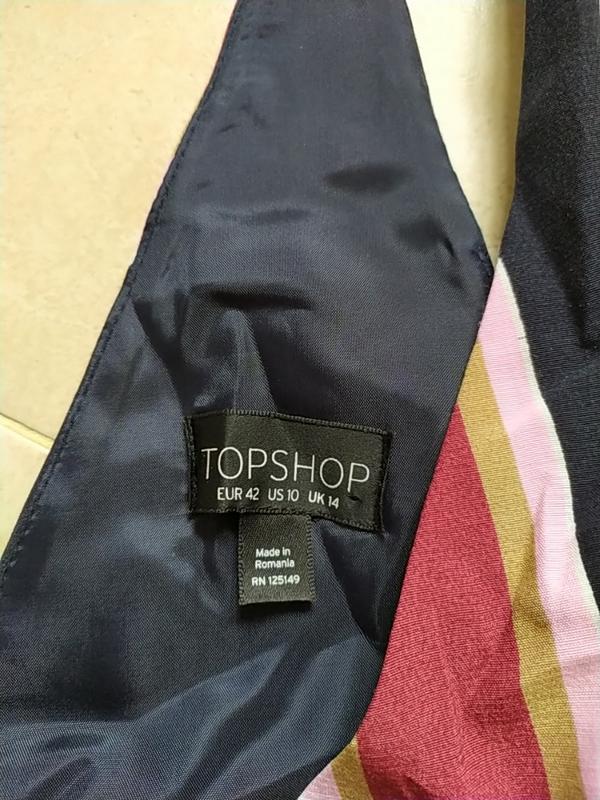 TOPSHOP
EUR 42 US 10 UK 14
Made in
Romania
RN 125149